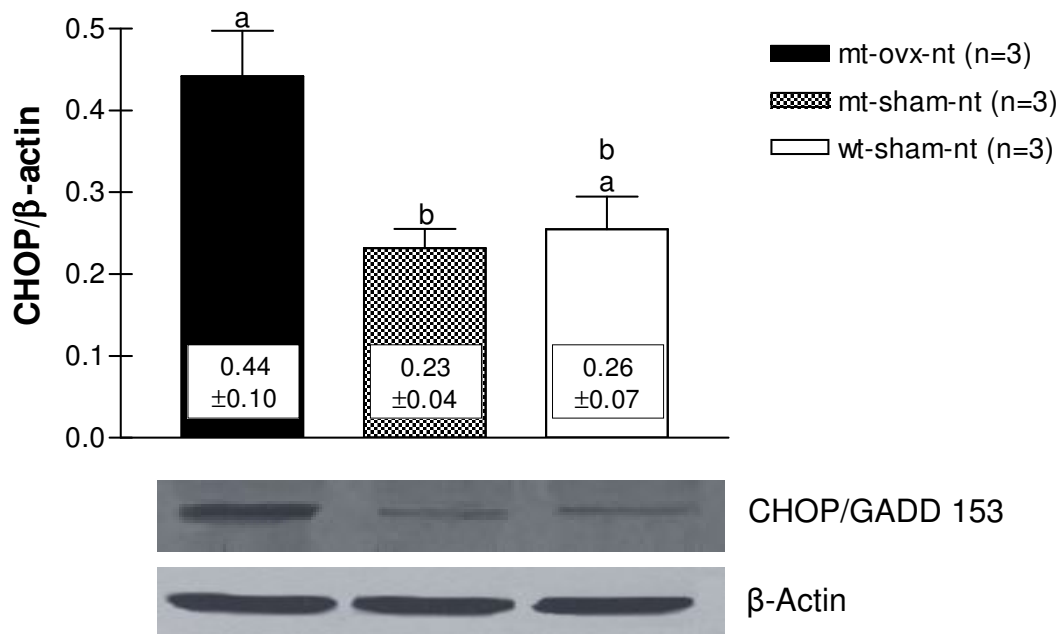 CHOP/β-actin
0.5
0.4
0.3
0.2
0.1
0.0
a
b
b
a
0.44
±0.10
0.23
±0.04
0.26
±0.07
mt-ovx-nt (n=3)
mt-sham-nt (n=3)
wt-sham-nt (n=3)
CHOP/GADD 153
β-Actin